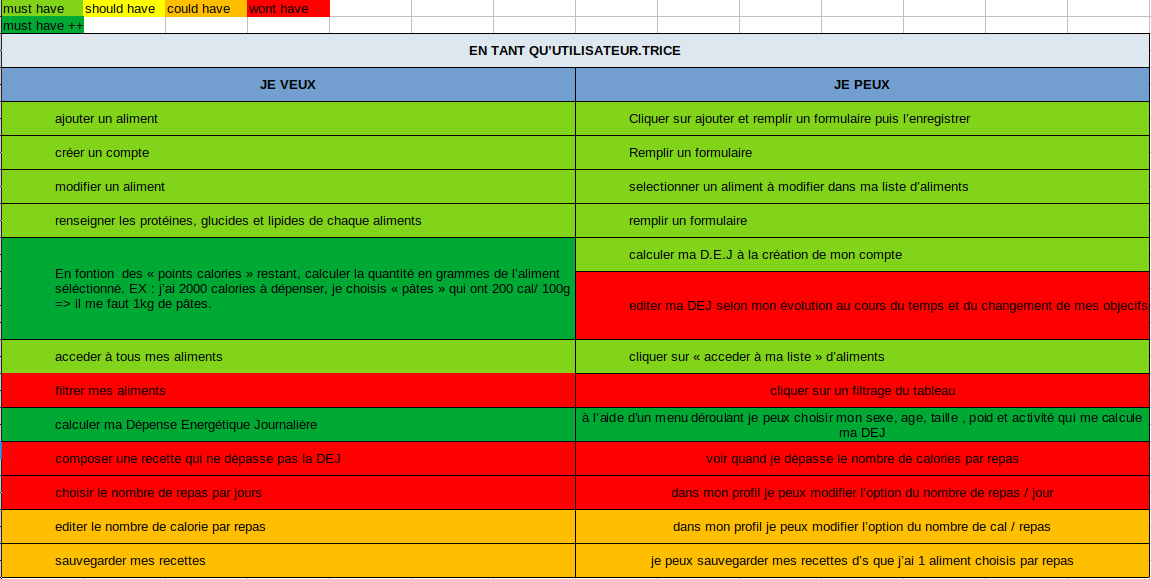 must have should have could have wont have
must have ++
EN TANT QU’UTILISATEUR.TRICE
JE VEUX JE PEUX
ajouter un aliment Cliquer sur ajouter et remplir un formulaire puis l’enregistrer
créer un compte Remplir un formulaire
modifier un aliment selectionner un aliment à modifier dans ma liste d’aliments
renseigner les protéines, glucides et lipides de chaque aliments remplir un formulaire
En fontion des « points calories » restant, calculer la quantité en grammes de l’aliment
séléctionné. EX : j’ai 2000 calories à dépenser, je choisis « pâtes » qui ont 200 cal/ 100g
=> il me faut 1kg de pâtes.
calculer ma D.E.J à la création de mon compte
editer ma DEJ selon mon évolution au cours du temps et du changement de mes objecifs
acceder à tous mes aliments cliquer sur « acceder à ma liste » d’aliments
filtrer mes aliments cliquer sur un filtrage du tableau
calculer ma Dépense Energétique Journalière
à l’aide d’un menu déroulant je peux choisir mon sexe, age, taille , poid et activité qui me calcule
ma DEJ
composer une recette qui ne dépasse pas la DEJ voir quand je dépasse le nombre de calories par repas
choisir le nombre de repas par jours dans mon profil je peux modifier l’option du nombre de repas / jour
editer le nombre de calorie par repas dans mon profil je peux modifier l’option du nombre de cal / repas
sauvegarder mes recettes je peux sauvegarder mes recettes d’s que j’ai 1 aliment choisis par repas